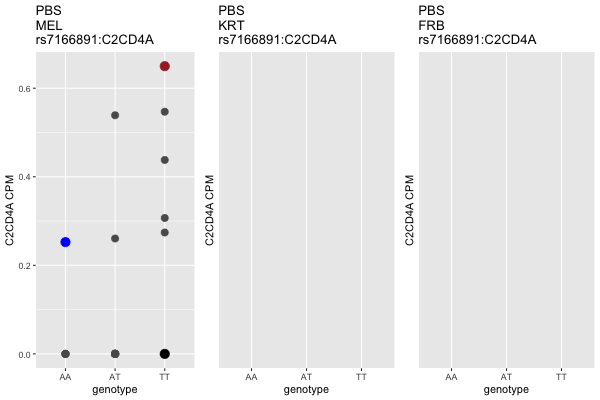 PBS
MEL
rs7166891:C2CD4A
C2CD4A CPM
0.6
0.4
0.2
0.0
AA AT TT
genotype
PBS
KRT
rs7166891:C2CD4A
C2CD4A CPM
AA AT TT
genotype
PBS
FRB
rs7166891:C2CD4A
C2CD4A CPM
AA AT TT
genotype